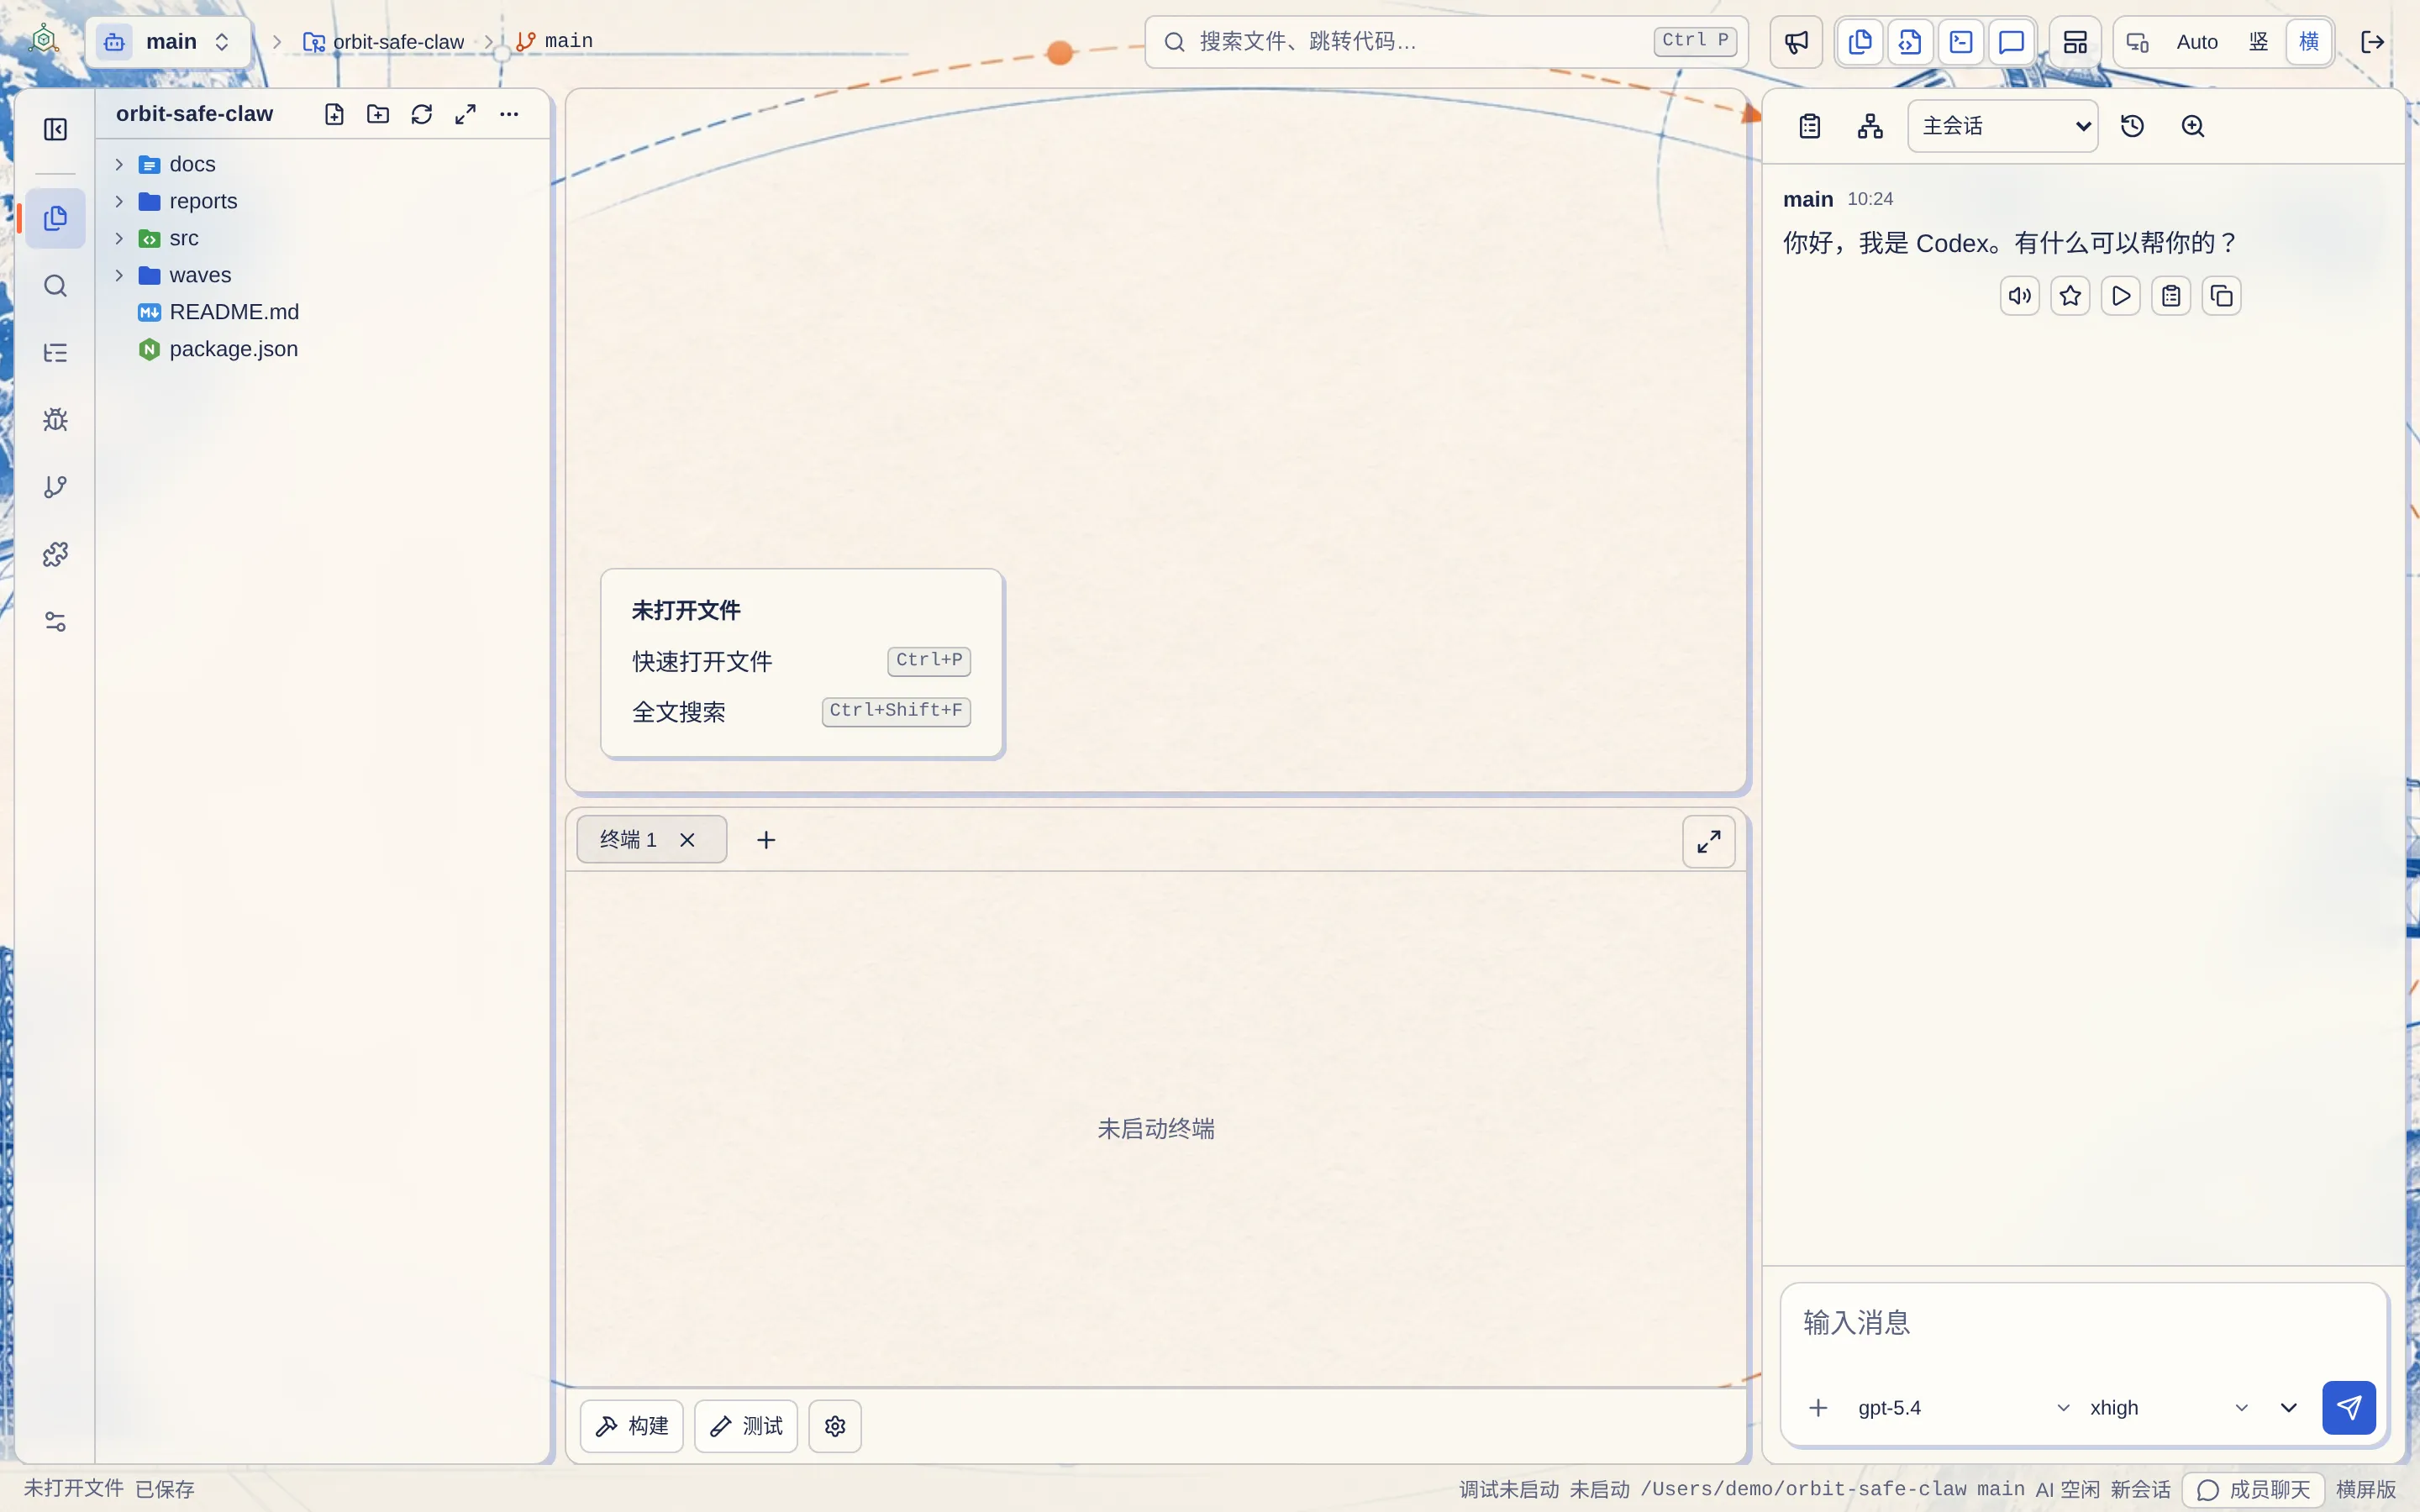 main
orbit-safe-claw
main
搜索文件、跳转代码...
Ctrl P
Auto
竖
横
orbit-safe-claw
docs
reports
src
waves
README.md
package.json
未打开文件
快速打开文件 Ctrl+P
全文搜索 Ctrl+Shift+F
终端 1
未启动终端
构建
测试
主会话
main 10:24
你好，我是 Codex。有什么可以帮你的？
输入消息
gpt-5.4
xhigh
未打开文件 已保存
调试未启动 未启动 /Users/demo/orbit-safe-claw main AI 空闲 新会话 成员聊天 横屏版